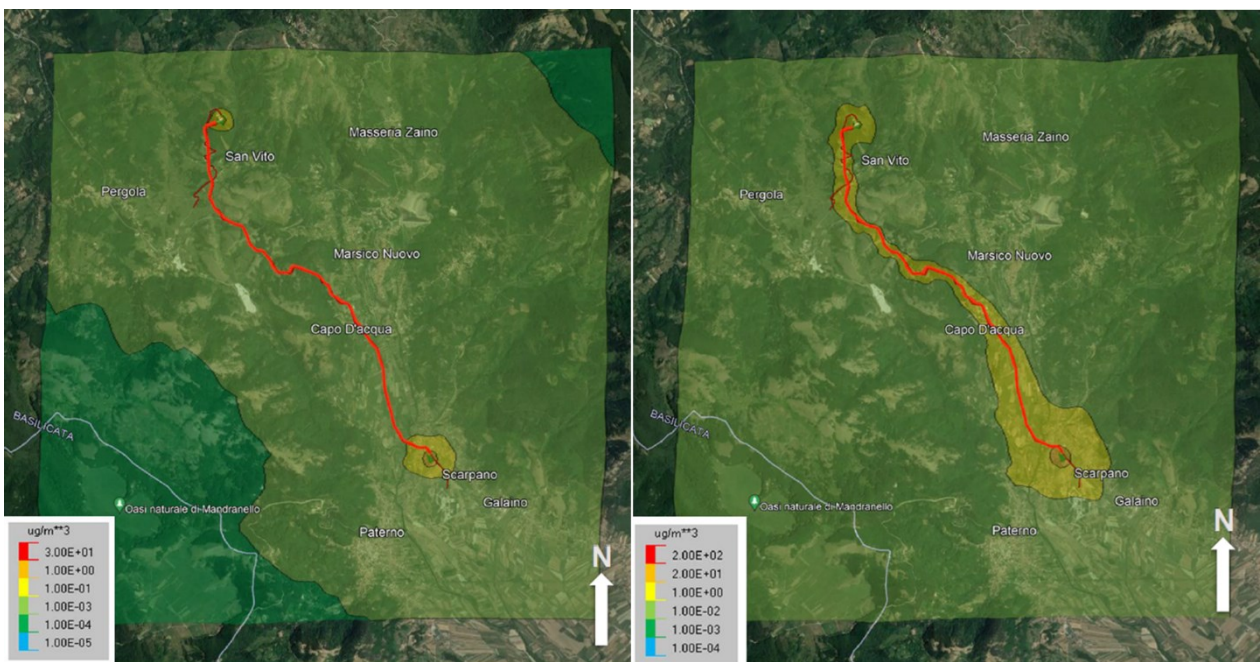 Masseria Zaino
San Vito
Pergola
Marsico Nuovo
Capo D'acqua
BASILICATA
Scarpano
Galaino
Oasi naturale di Mandranello
Paterno
ug/m**3
3.00E+01
1.00E+00
1.00E-01
1.00E-03
1.00E-04
1.00E-05
N
Masseria Zaino
San Vito
Pergola
Marsico Nuovo
Capo D'acqua
BASILICATA
Scarpano
Galaino
Oasi naturale di Mandranello
Paterno
ug/m**3
2.00E+02
2.00E+01
1.00E+00
1.00E-02
1.00E-03
1.00E-04
N